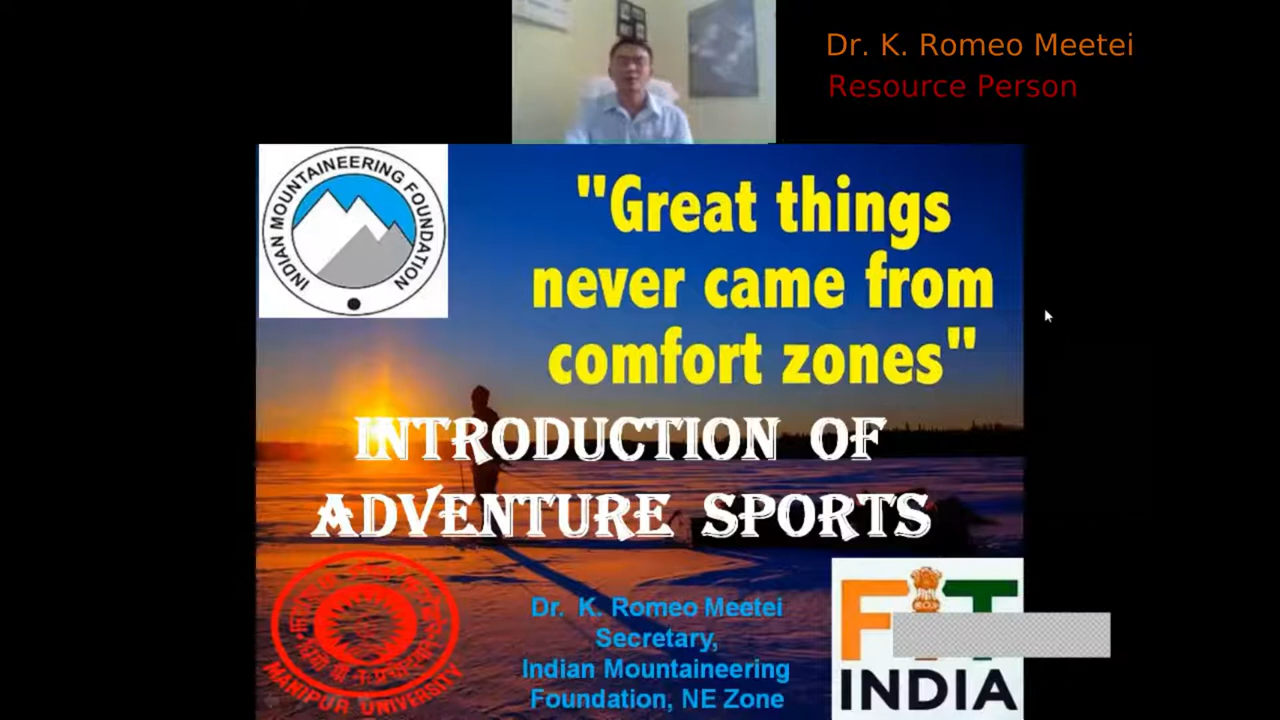 Dr. K. Romeo Meetei
Resource Person
INDIAN MOUNTAINEERING FOUNDATION
"Great things
never came from
comfort zones"
INTRODUCTION OF
ADVENTURE SPORTS
MANIPUR UNIVERSITY
Dr. K. Romeo Meetei
Secretary,
Indian Mountaineering
Foundation, NE Zone
FIT
INDIA